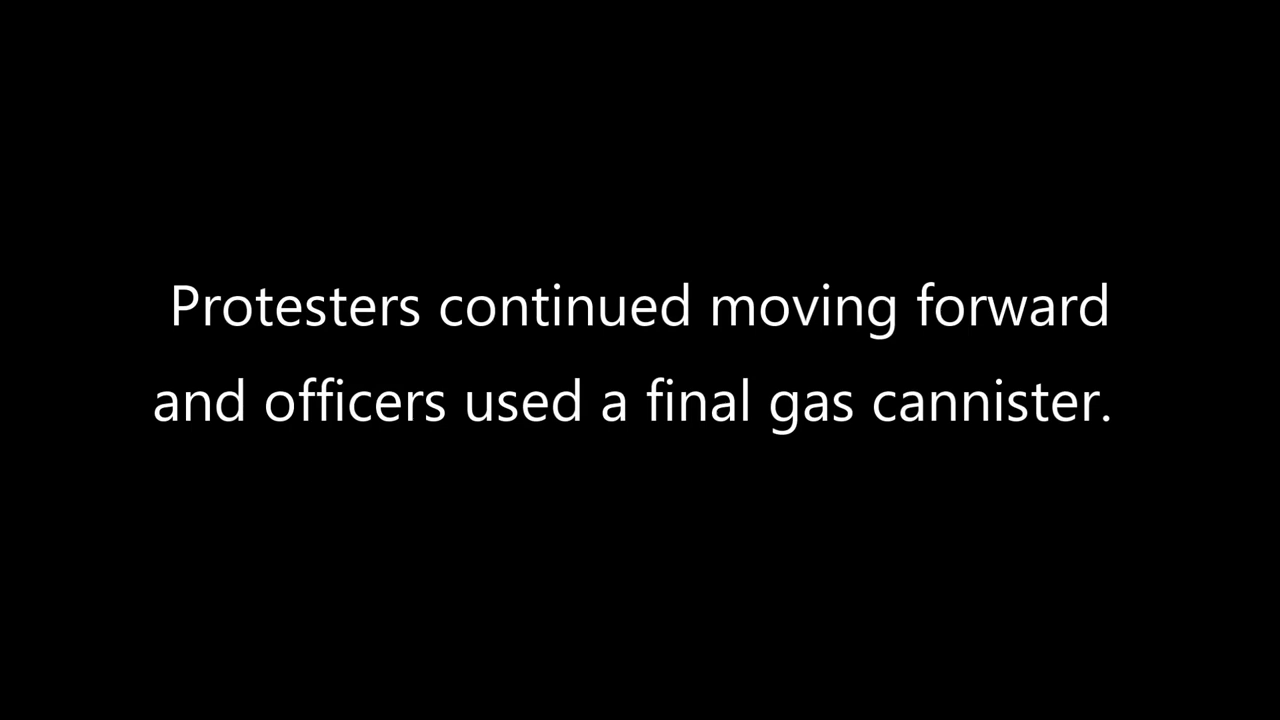 Protesters continued moving forward
and officers used a final gas cannister.